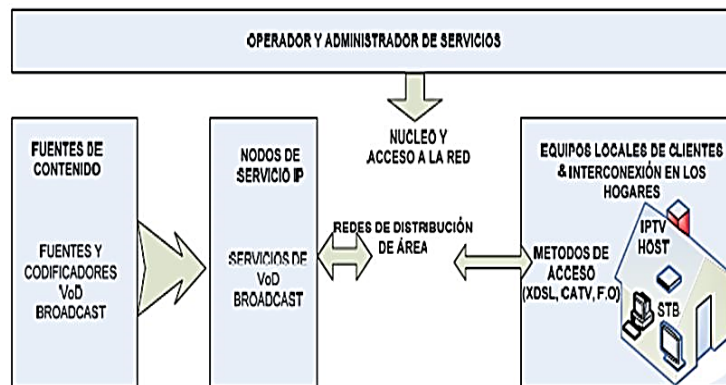 OPERADOR Y ADMINISTRADOR DE SERVICIOS
FUENTES DE
CONTENIDO
FUENTES Y
CODIFICADORES
VoD
BROADCAST
NODOS DE
SERVICIO IP
SERVICIOS DE
VoD
BROADCAST
NUCLEO Y
ACCESO A LA RED
REDES DE DISTRIBUCIÓN
DE ÁREA
EQUIPOS LOCALES DE CLIENTES
& INTERCONEXIÓN EN LOS
HOGARES
METODOS DE
ACCESO
(XDSL, CATV, F.O)
IPTV
HOST
STB